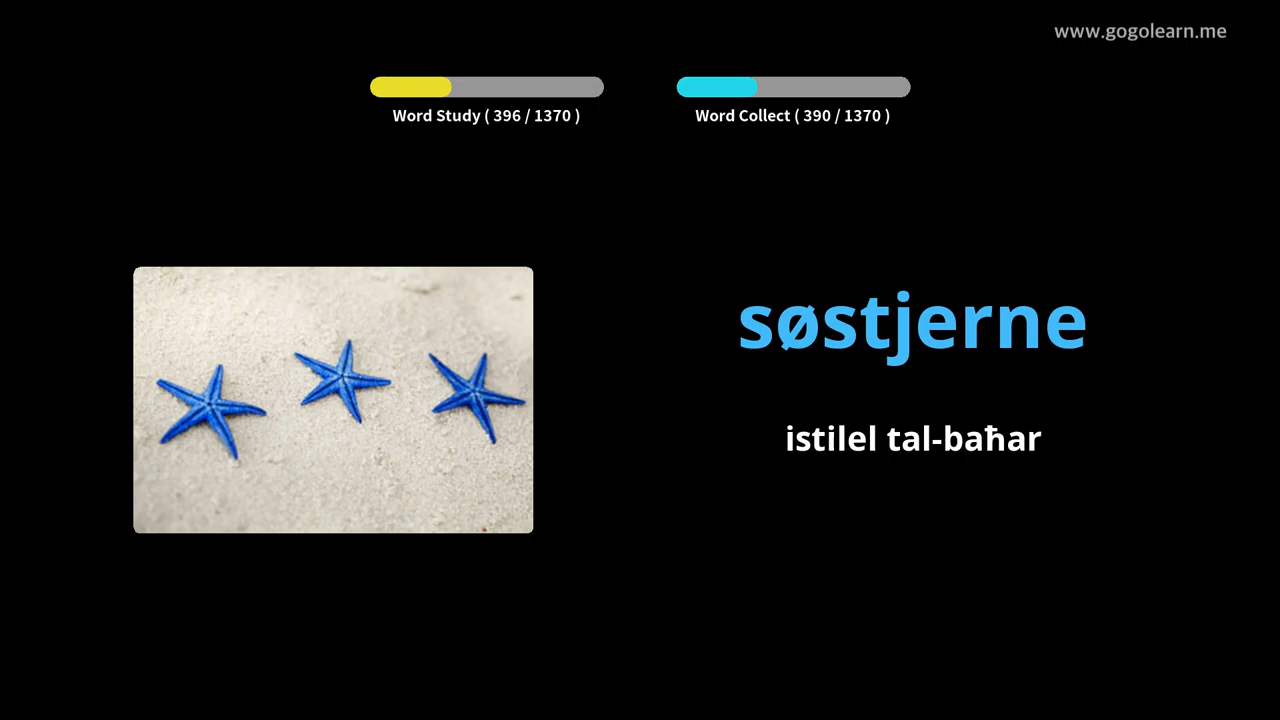 www.gogolearn.me
Word Study ( 396 / 1370 )
Word Collect ( 390 / 1370 )
søstjerne
istilel tal-baħar